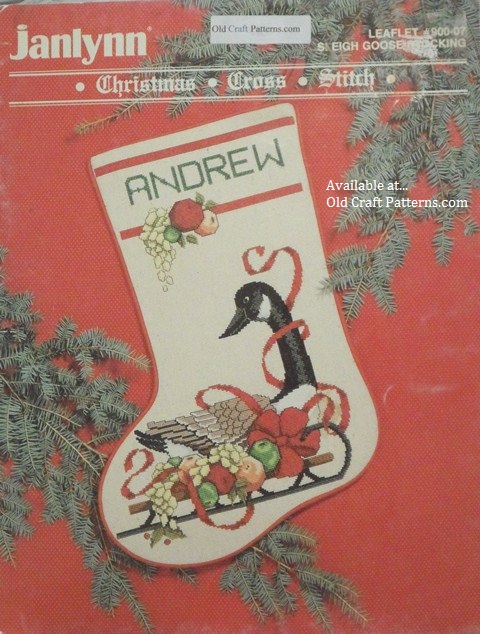 Janlynn®
Old Craft Patterns.com
LEAFLET #900-07
SLEIGH GOOSE STOCKING
• Christmas • Cross • Stitch •
ANDREW
Available at...
Old Craft Patterns.com